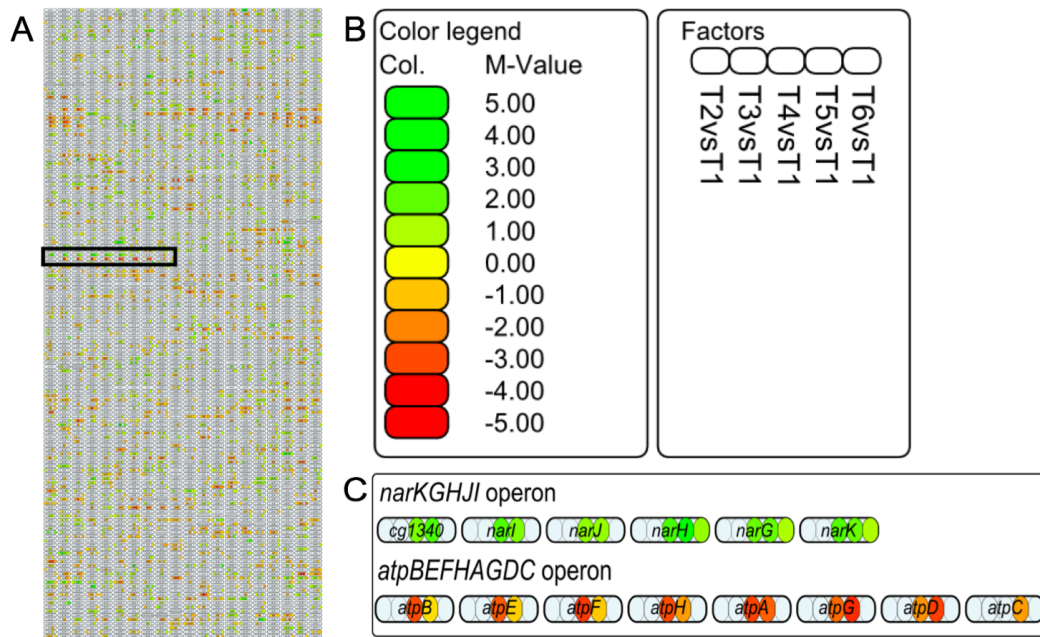 A
B
Color legend
Col. M-Value
5.00
4.00
3.00
2.00
1.00
0.00
-1.00
-2.00
-3.00
-4.00
-5.00
Factors
T2vsT1
T3vsT1
T4vsT1
T5vsT1
T6vsT1
C
narKGHJI operon
cg1340 narI narJ narH narG narK
atpBEFHAGDC operon
atpB atpE atpF atpH atpA atpG atpD atpC